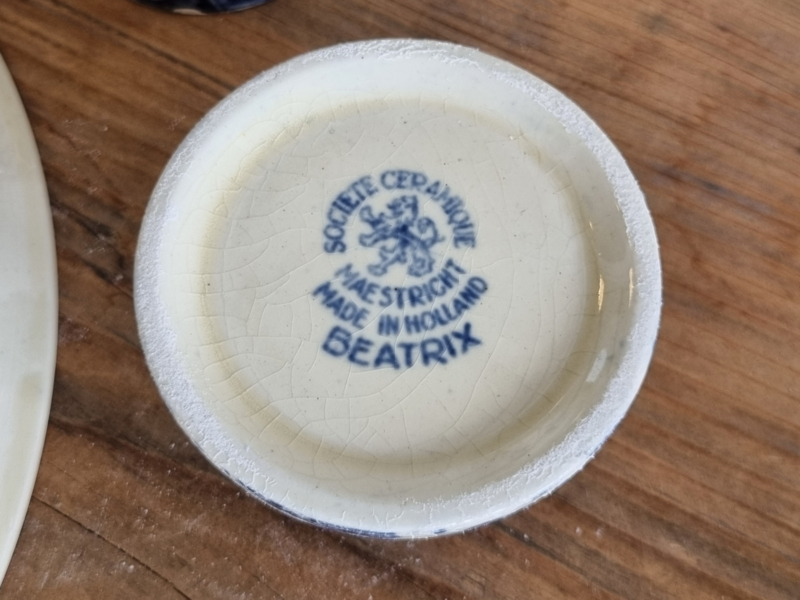 SOCIETE CERAMIQUE
MAESTRICHT
MADE IN HOLLAND
BEATRIX